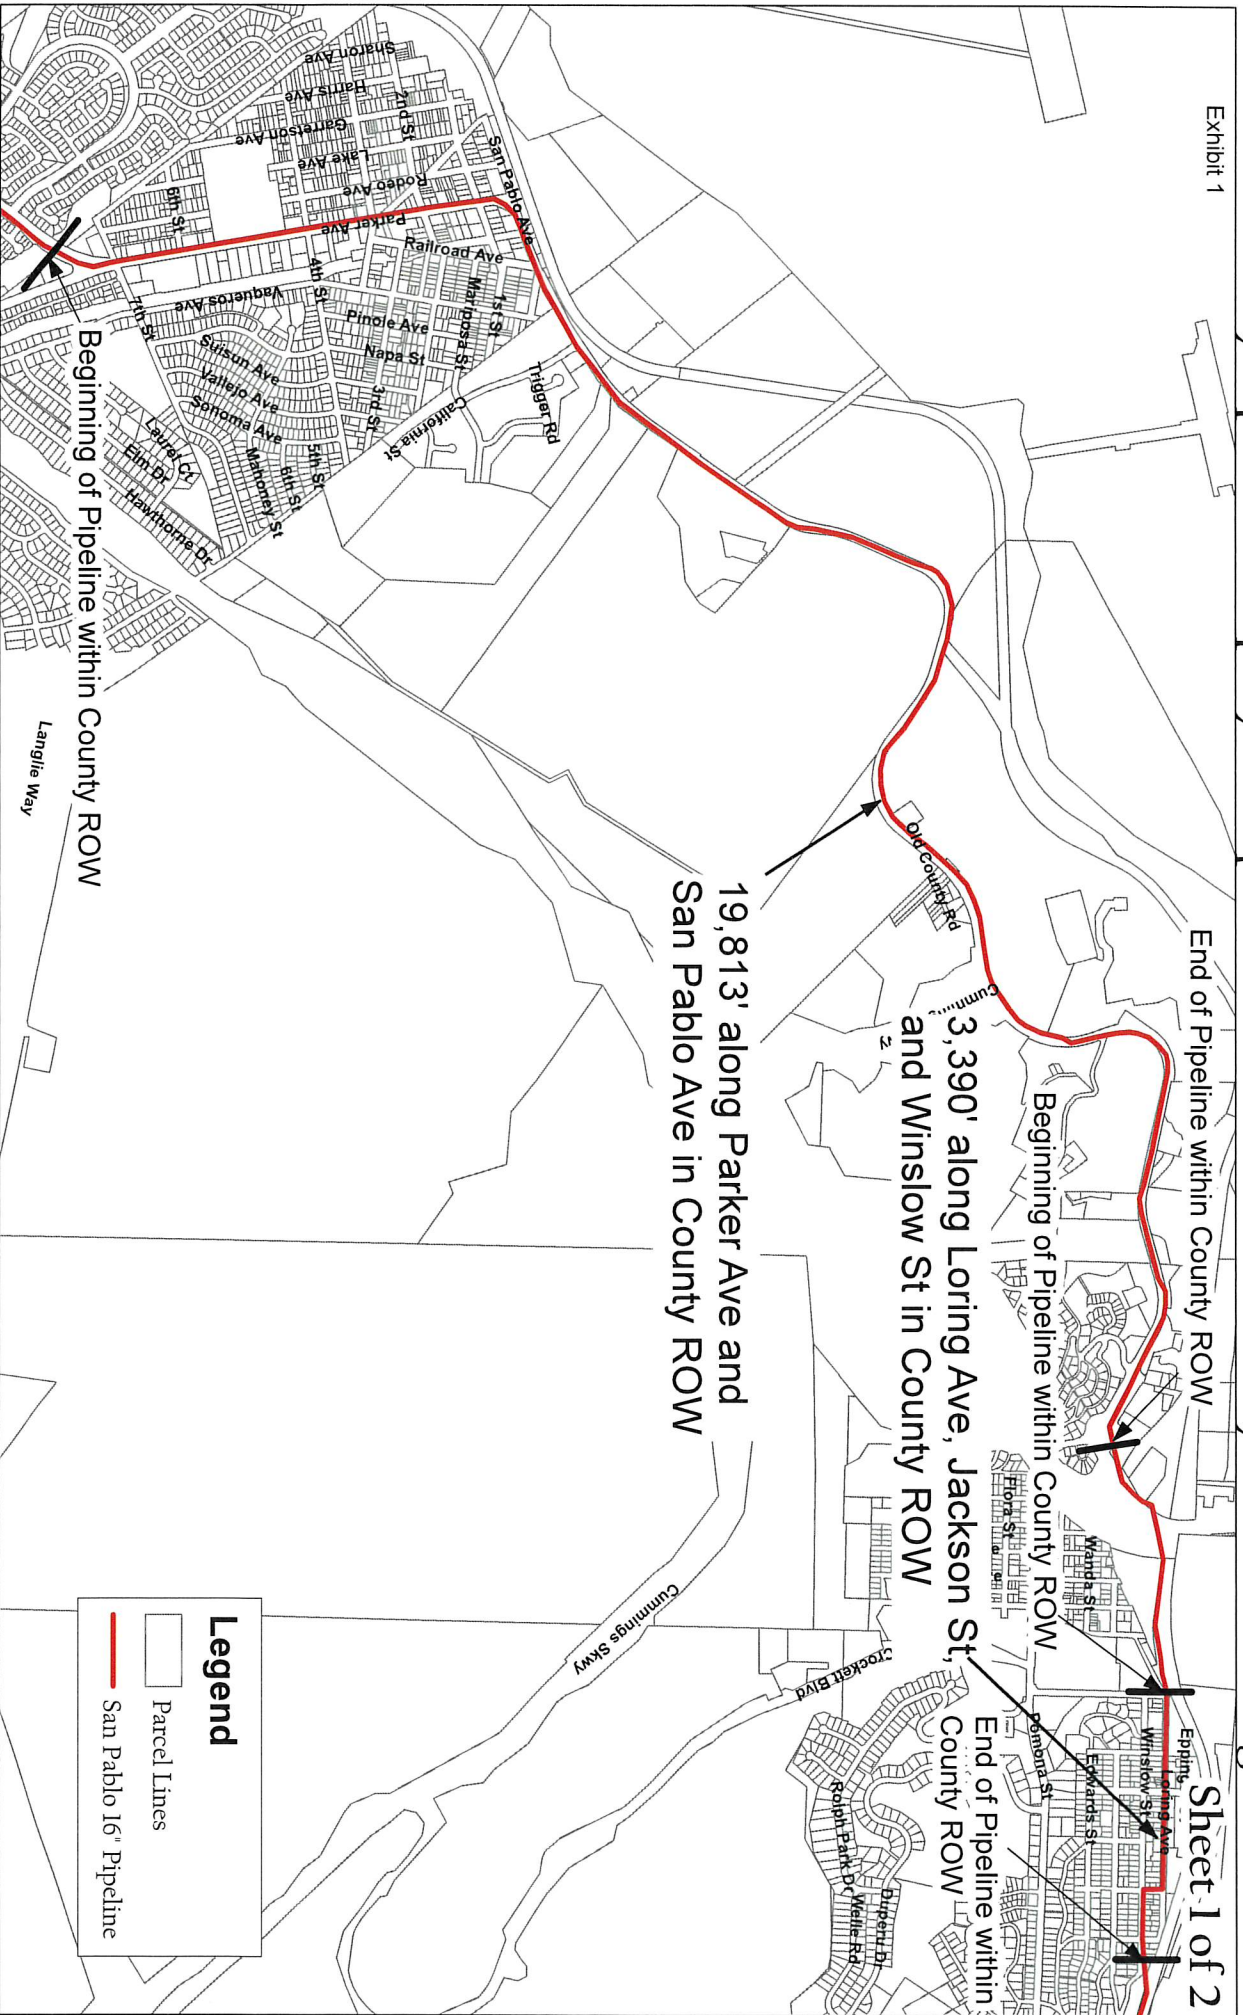 Exhibit 1
Sheet 1 of 2
End of Pipeline within County ROW
Beginning of Pipeline within County ROW
3,390' along Loring Ave, Jackson St,
and Winslow St in County ROW
End of Pipeline within
County ROW
19,813' along Parker Ave and
San Pablo Ave in County ROW
Beginning of Pipeline within County ROW
Sharon Ave
Harris Ave
Garretson Ave
Lake Ave
Rodeo Ave
Parker Ave
2nd St
San Pablo Ave
6th St
Railroad Ave
4th St
Vaqueros Ave
7th St
Pinole Ave
Mariposa St
1st St
Napa St
3rd St
Suisun Ave
Vallejo Ave
Sonoma Ave
Laurel Ct
Elm Dr
Hawthorne Dr
Mahoney St
6th St
5th St
California St
Trigger Rd
Langlie Way
Old County Rd
Flora St
Wanda St
Cummings Skwy
Crockett Blvd
Pomona St
Edwards St
Winslow St
Loring Ave
Epping
Rolph Park Dr
Welle Rd
Duperu Dr
Legend
Parcel Lines
San Pablo 16" Pipeline